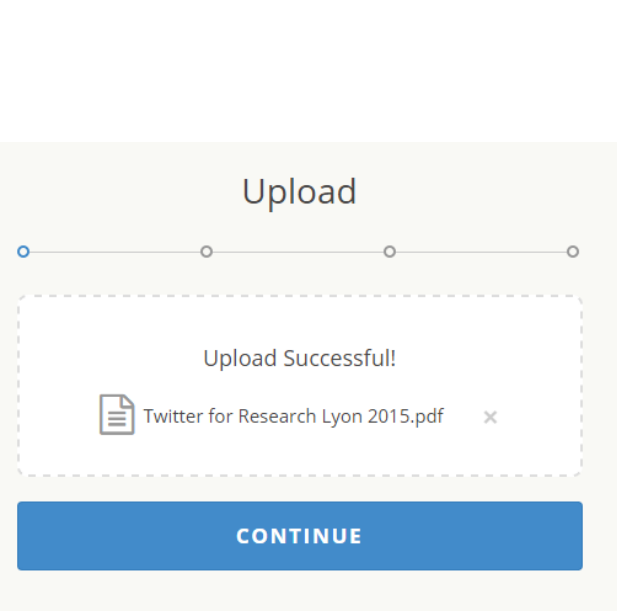 Upload
Upload Successful!
Twitter for Research Lyon 2015.pdf
CONTINUE